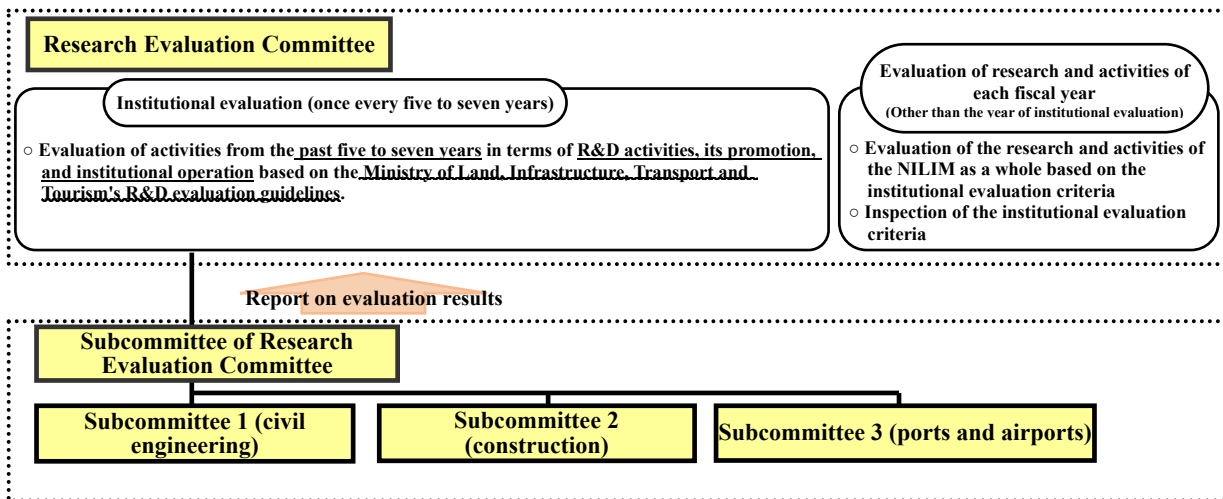 Research Evaluation Committee
Institutional evaluation (once every five to seven years)
○ Evaluation of activities from the past five to seven years in terms of R&D activities, its promotion,
and institutional operation based on the Ministry of Land, Infrastructure, Transport and
Tourism's R&D evaluation guidelines.
Evaluation of research and activities of
each fiscal year
(Other than the year of institutional evaluation)
○ Evaluation of the research and activities of
the NILIM as a whole based on the
institutional evaluation criteria
○ Inspection of the institutional evaluation
criteria
Report on evaluation results
Subcommittee of Research
Evaluation Committee
Subcommittee 1 (civil
engineering)
Subcommittee 2
(construction)
Subcommittee 3 (ports and airports)